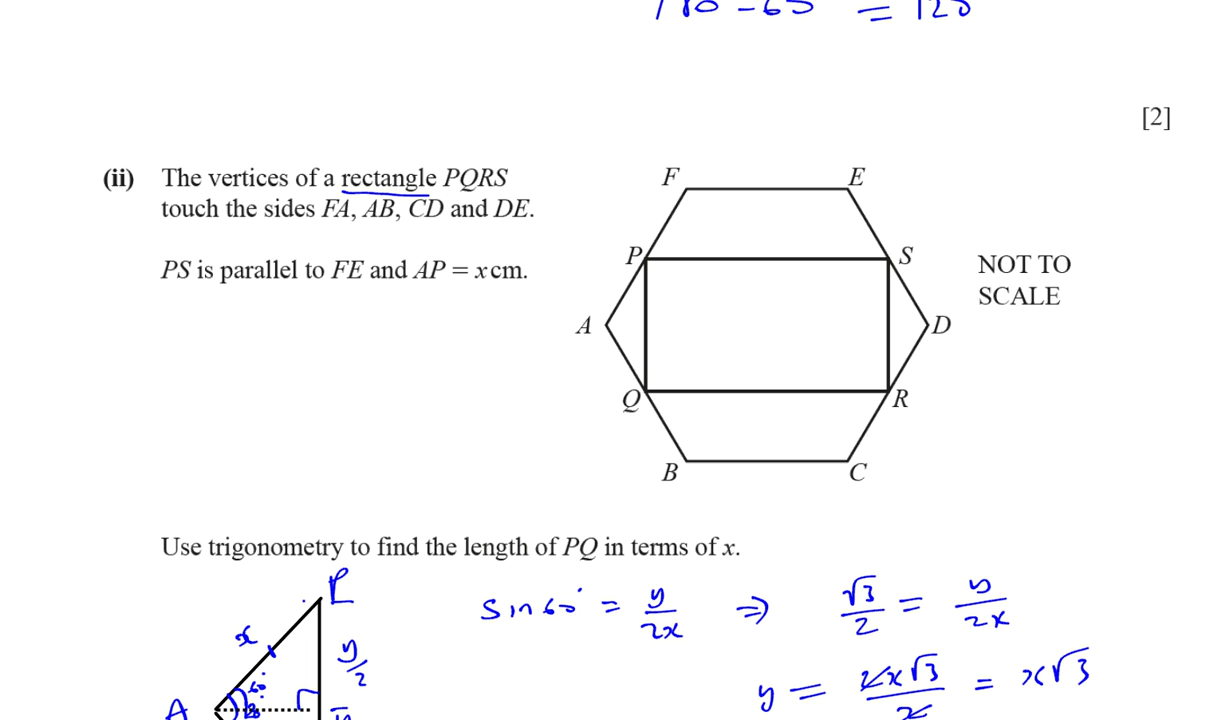 180 - 60 = 120
[2]
(ii) The vertices of a rectangle PQRS
touch the sides FA, AB, CD and DE.
PS is parallel to FE and AP = x cm.
F E
P S
NOT TO
SCALE
A D
Q R
B C
Use trigonometry to find the length of PQ in terms of x.
P
sin 60° = y/2x ⇒ √3/2 = y/2x
x y/2
60°
y = 2x√3/2 = x√3
A